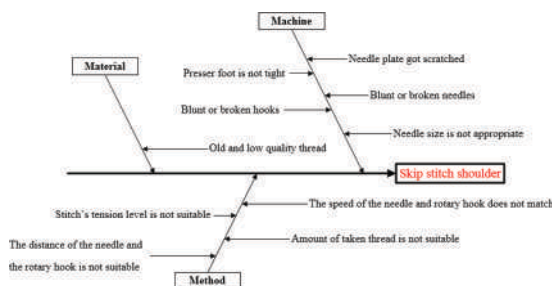 Machine
Needle plate got scratched
Material
Presser foot is not tight
Blunt or broken needles
Blunt or broken hooks
Needle size is not appropriate
Old and low quality thread
Skip stitch shoulder
The speed of the needle and rotary hook does not match
Stitch's tension level is not suitable
Amount of taken thread is not suitable
The distance of the needle and
the rotary hook is not suitable
Method